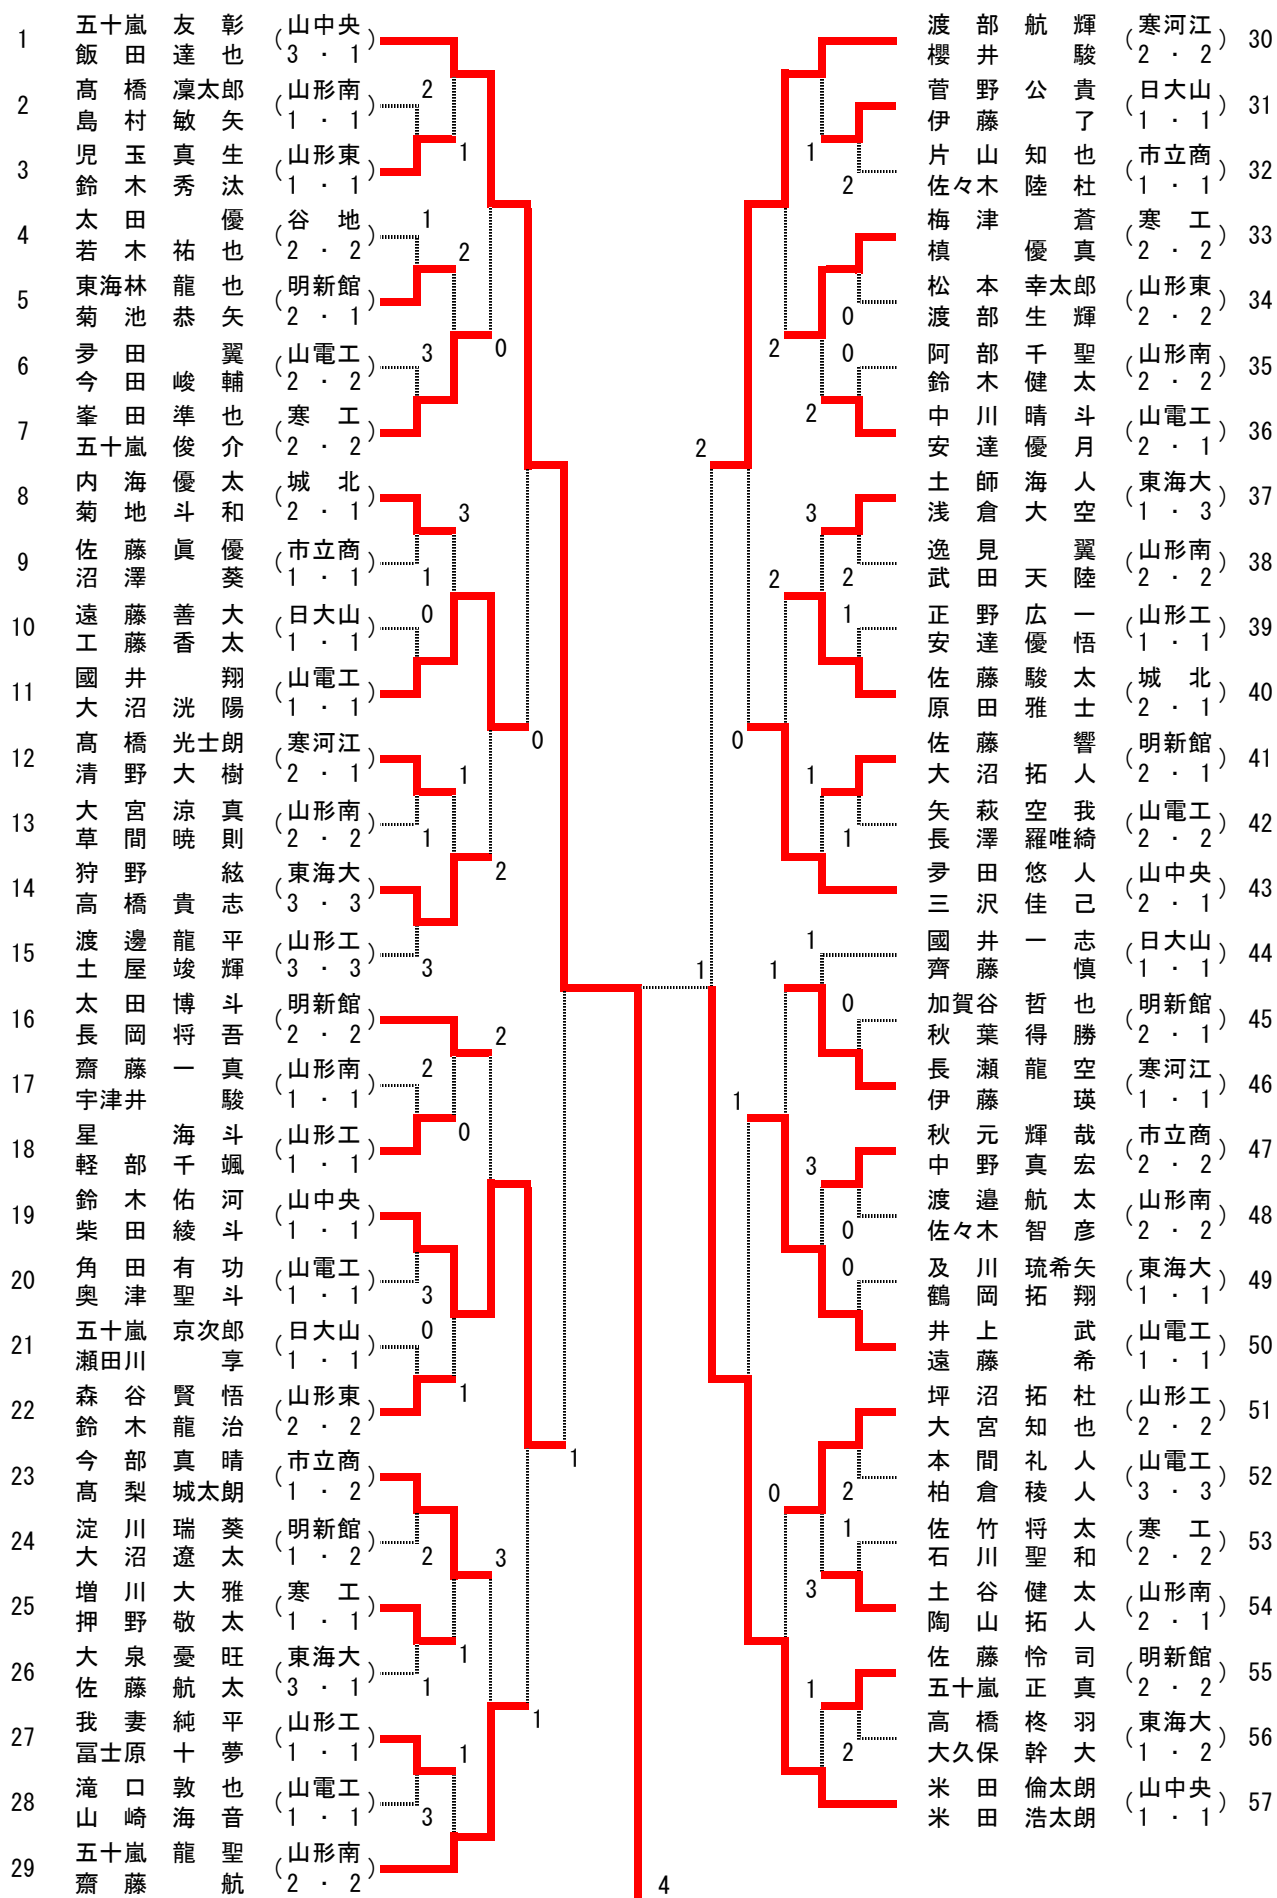 1 五十嵐 友彰 (山中央)
飯田達也 3・1
2 髙橋凜太郎 (山形南)
島村敏矢 1・1
3 児玉真生 (山形東)
鈴木秀汰 1・1
4 太田優 (谷地)
若木祐也 2・2
5 東海林龍也 (明新館)
菊池恭矢 2・1
6 夛田翼 (山電工)
今田峻輔 2・2
7 峯田準也 (寒工)
五十嵐俊介 2・2
8 内海優太 (城北)
菊地斗和 2・1
9 佐藤眞優 (市立商)
沼澤葵 1・1
10 遠藤善大 (日大山)
工藤香太 1・1
11 國井翔 (山電工)
大沼洸陽 1・1
12 髙橋光士朗 (寒河江)
清野大樹 2・1
13 大宮涼真 (山形南)
草間暁則 2・2
14 狩野絃 (東海大)
高橋貴志 3・3
15 渡邊龍平 (山形工)
土屋竣輝 3・3
16 太田博斗 (明新館)
長岡将吾 2・2
17 齋藤一真 (山形南)
宇津井駿 1・1
18 星海斗 (山形工)
軽部千颯 1・1
19 鈴木佑河 (山中央)
柴田綾斗 1・1
20 角田有功 (山電工)
奥津聖斗 1・1
21 五十嵐京次郎 (日大山)
瀬田川享 1・1
22 森谷賢悟 (山形東)
鈴木龍治 2・2
23 今部真晴 (市立商)
髙梨城太朗 1・2
24 淀川瑞葵 (明新館)
大沼遼太 1・2
25 増川大雅 (寒工)
押野敬太 1・1
26 大泉憂旺 (東海大)
佐藤航太 3・1
27 我妻純平 (山形工)
冨士原十夢 1・1
28 滝口敦也 (山電工)
山崎海音 1・1
29 五十嵐龍聖 (山形南)
齋藤航 2・2
2
1
1
2
3
0
3
1
0
0
1
1
2
3
2
2
0
3
0
1
1
2
3
1
1
1
1
3
4
渡部航輝 (寒河江) 30
櫻井駿 2・2
菅野公貴 (日大山) 31
伊藤了 1・1
片山知也 (市立商) 32
佐々木陸杜 1・1
梅津蒼 (寒工) 33
槙優真 2・2
松本幸太郎 (山形東) 34
渡部生輝 2・2
阿部千聖 (山形南) 35
鈴木健太 2・2
中川晴斗 (山電工) 36
安達優月 2・1
土師海人 (東海大) 37
浅倉大空 1・3
逸見翼 (山形南) 38
武田天陸 2・2
正野広一 (山形工) 39
安達優悟 1・1
佐藤駿太 (城北) 40
原田雅士 2・1
佐藤響 (明新館) 41
大沼拓人 2・1
矢萩空我 (山電工) 42
長澤羅唯綺 2・2
夛田悠人 (山中央) 43
三沢佳己 2・1
國井一志 (日大山) 44
齊藤慎 1・1
加賀谷哲也 (明新館) 45
秋葉得勝 2・1
長瀬龍空 (寒河江) 46
伊藤瑛 1・1
秋元輝哉 (市立商) 47
中野真宏 2・2
渡邉航太 (山形南) 48
佐々木智彦 2・2
及川琉希矢 (東海大) 49
鶴岡拓翔 1・1
井上武 (山電工) 50
遠藤希 1・1
坪沼拓杜 (山形工) 51
大宮知也 2・2
本間礼人 (山電工) 52
柏倉稜人 3・3
佐竹将太 (寒工) 53
石川聖和 2・2
土谷健太 (山形南) 54
陶山拓人 2・1
佐藤怜司 (明新館) 55
五十嵐正真 2・2
高橋柊羽 (東海大) 56
大久保幹大 1・2
米田倫太朗 (山中央) 57
米田浩太朗 1・1
1
2
0
2
0
2
2
3
2
2
1
0
1
1
1
1
1
0
1
3
0
0
0
2
1
3
1
2